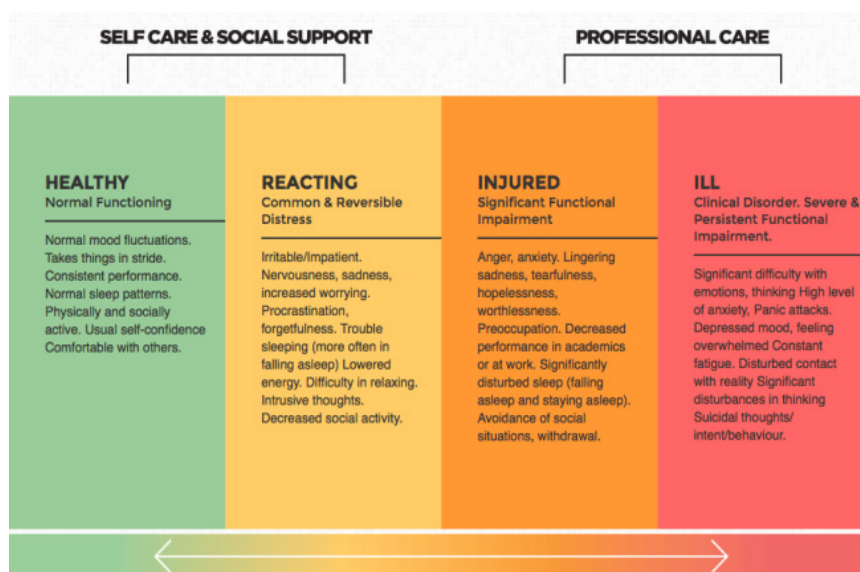 SELF CARE & SOCIAL SUPPORT
PROFESSIONAL CARE
HEALTHY
Normal Functioning
Normal mood fluctuations.
Takes things in stride.
Consistent performance.
Normal sleep patterns.
Physically and socially
active. Usual self-confidence
Comfortable with others.
REACTING
Common & Reversible
Distress
Irritable/Impatient.
Nervousness, sadness,
increased worrying.
Procrastination,
forgetfulness. Trouble
sleeping (more often in
falling asleep) Lowered
energy. Difficulty in relaxing.
Intrusive thoughts.
Decreased social activity.
INJURED
Significant Functional
Impairment
Anger, anxiety. Lingering
sadness, tearfulness,
hopelessness,
worthlessness.
Preoccupation. Decreased
performance in academics
or at work. Significantly
disturbed sleep (falling
asleep and staying asleep).
Avoidance of social
situations, withdrawal.
ILL
Clinical Disorder. Severe &
Persistent Functional
Impairment.
Significant difficulty with
emotions, thinking High level
of anxiety, Panic attacks.
Depressed mood, feeling
overwhelmed Constant
fatigue. Disturbed contact
with reality Significant
disturbances in thinking
Suicidal thoughts/
intent/behaviour.